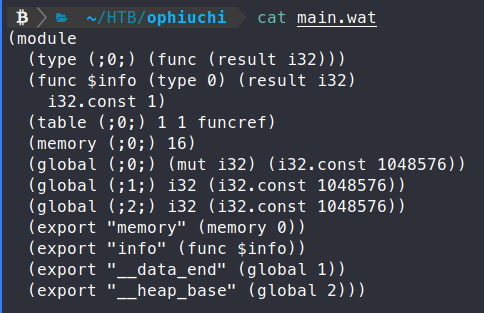 ₿ ~/HTB/ophiuchi cat main.wat
(module
  (type (;0;) (func (result i32)))
  (func $info (type 0) (result i32)
    i32.const 1)
  (table (;0;) 1 1 funcref)
  (memory (;0;) 16)
  (global (;0;) (mut i32) (i32.const 1048576))
  (global (;1;) i32 (i32.const 1048576))
  (global (;2;) i32 (i32.const 1048576))
  (export "memory" (memory 0))
  (export "info" (func $info))
  (export "__data_end" (global 1))
  (export "__heap_base" (global 2)))